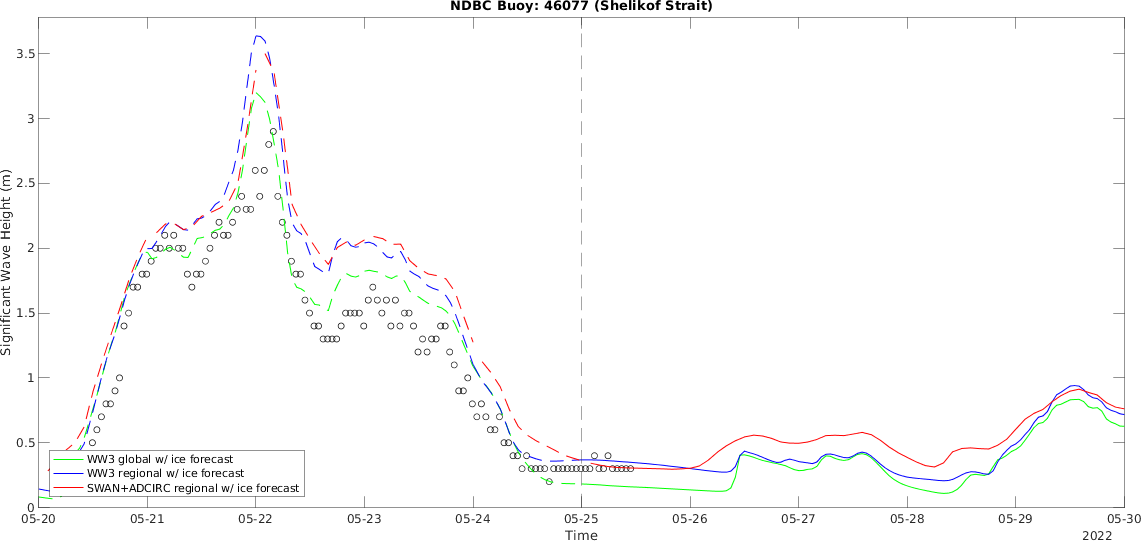 NDBC Buoy: 46077 (Shelikof Strait)
3.5
3
2.5
2
1.5
1
0.5
0
Significant Wave Height (m)
WW3 global w/ ice forecast
WW3 regional w/ ice forecast
SWAN+ADCIRC regional w/ ice forecast
05-20 05-21 05-22 05-23 05-24 05-25 05-26 05-27 05-28 05-29 05-30
Time
2022